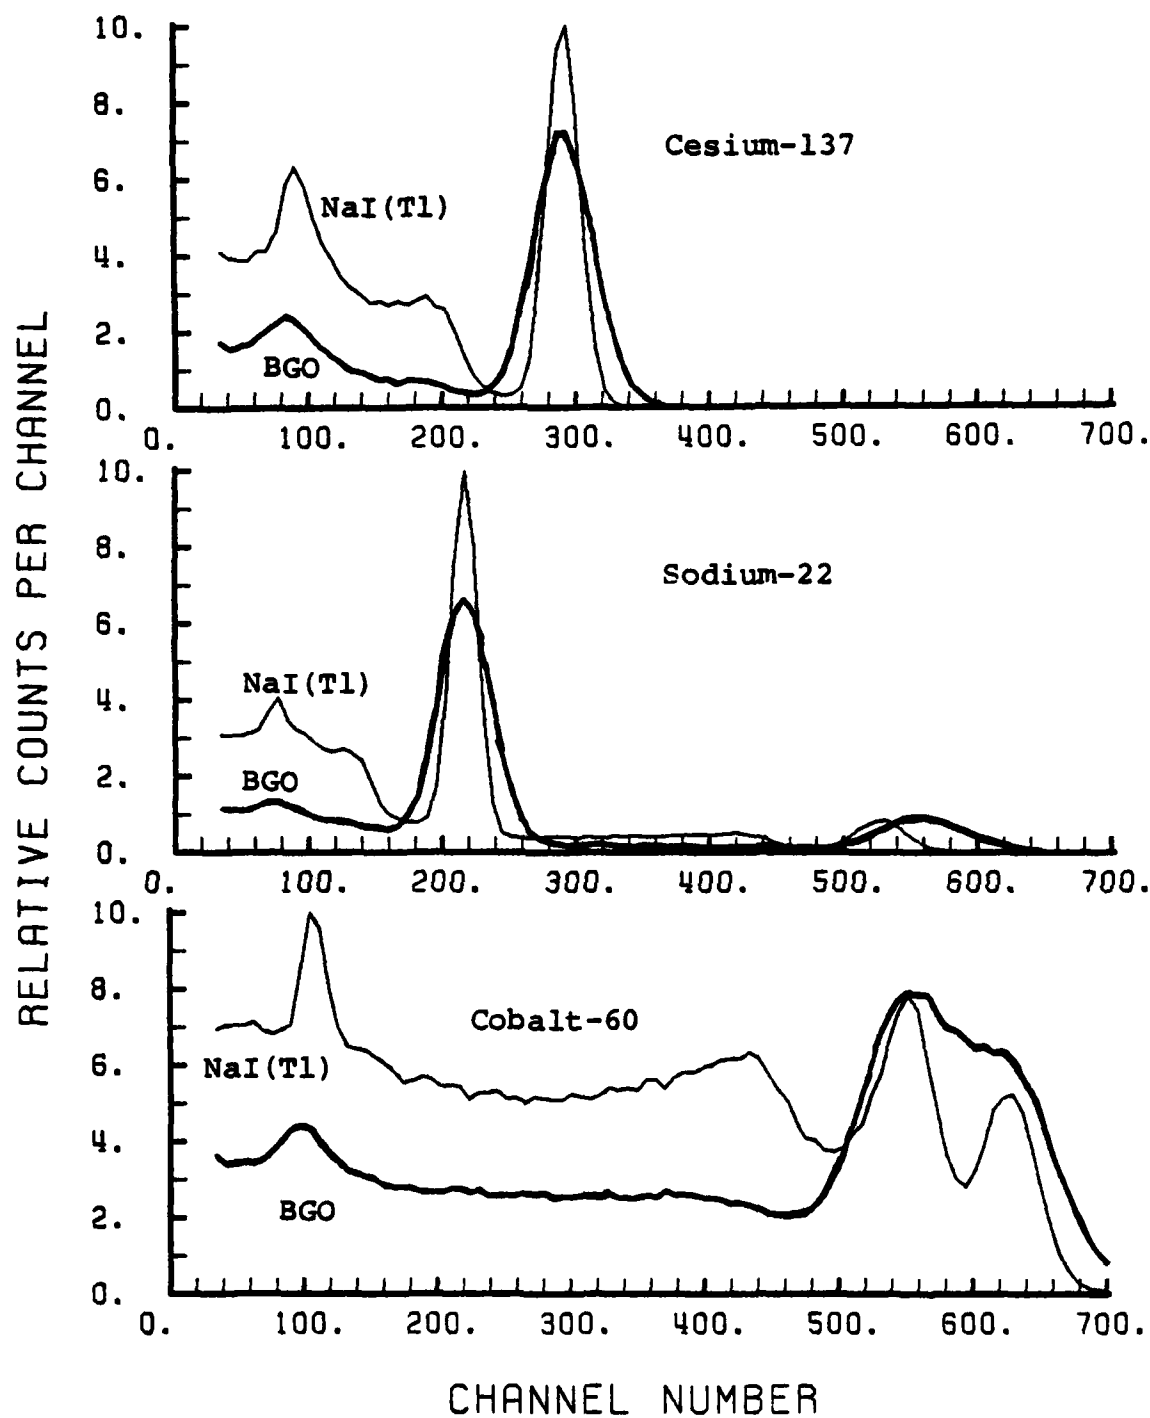 RELATIVE COUNTS PER CHANNEL
10.
8.
6.
4.
2.
0.
Cesium-137
NaI(Tl)
BGO
0. 100. 200. 300. 400. 500. 600. 700.
10.
8.
6.
4.
2.
0.
Sodium-22
NaI(Tl)
BGO
0. 100. 200. 300. 400. 500. 600. 700.
10.
8.
6.
4.
2.
0.
Cobalt-60
NaI(Tl)
BGO
0. 100. 200. 300. 400. 500. 600. 700.
CHANNEL NUMBER